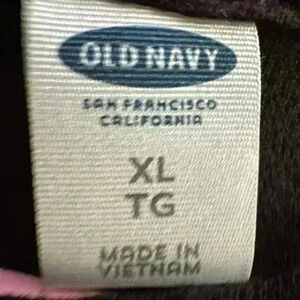 OLD NAVY
SAN FRANCISCO
CALIFORNIA
XL
TG
MADE IN
VIETNAM